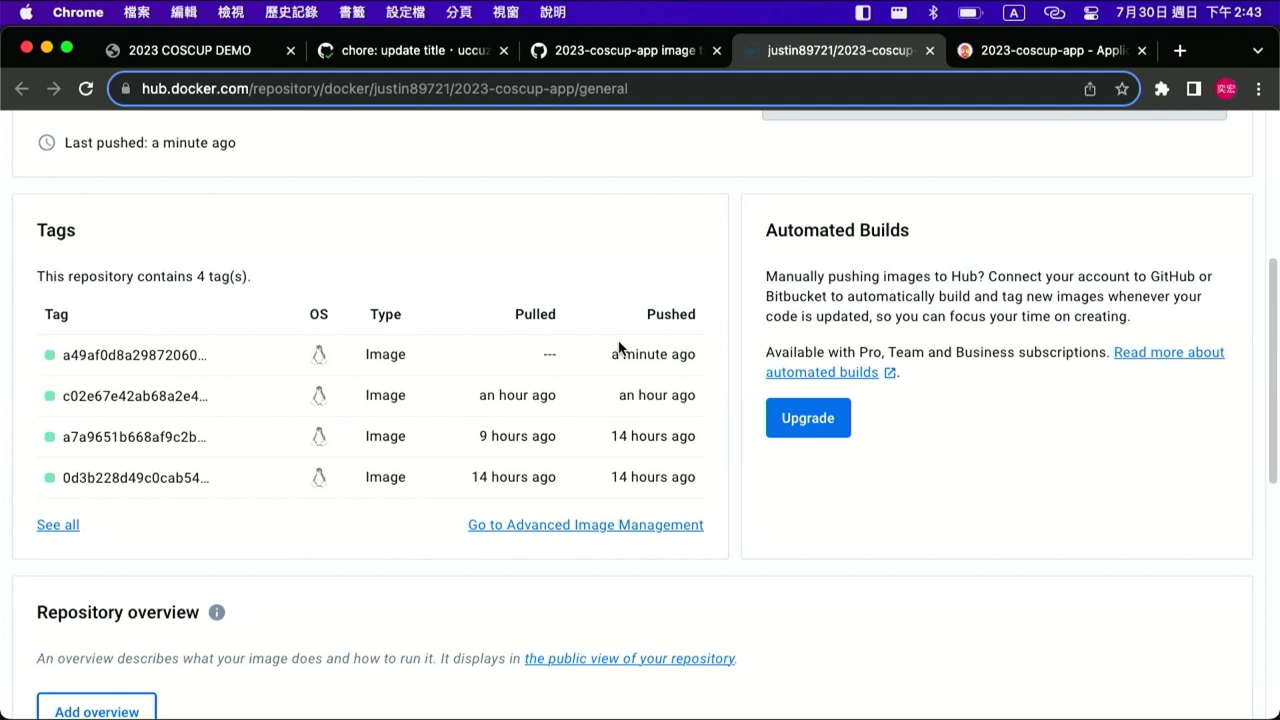 Chrome 檔案 編輯 檢視 歷史記錄 書籤 設定檔 分頁 視窗 說明 A 7月30日 週日 下午2:43
2023 COSCUP DEMO chore: update title · uccu 2023-coscup-app image t justin89721/2023-coscup- 2023-coscup-app - Appli
hub.docker.com/repository/docker/justin89721/2023-coscup-app/general 奕宏
Last pushed: a minute ago
Tags
This repository contains 4 tag(s).
Tag OS Type Pulled Pushed
a49af0d8a29872060... Image --- a minute ago
c02e67e42ab68a2e4... Image an hour ago an hour ago
a7a9651b668af9c2b... Image 9 hours ago 14 hours ago
0d3b228d49c0cab54... Image 14 hours ago 14 hours ago
See all Go to Advanced Image Management
Automated Builds
Manually pushing images to Hub? Connect your account to GitHub or
Bitbucket to automatically build and tag new images whenever your
code is updated, so you can focus your time on creating.
Available with Pro, Team and Business subscriptions. Read more about
automated builds .
Upgrade
Repository overview
An overview describes what your image does and how to run it. It displays in the public view of your repository.
Add overview